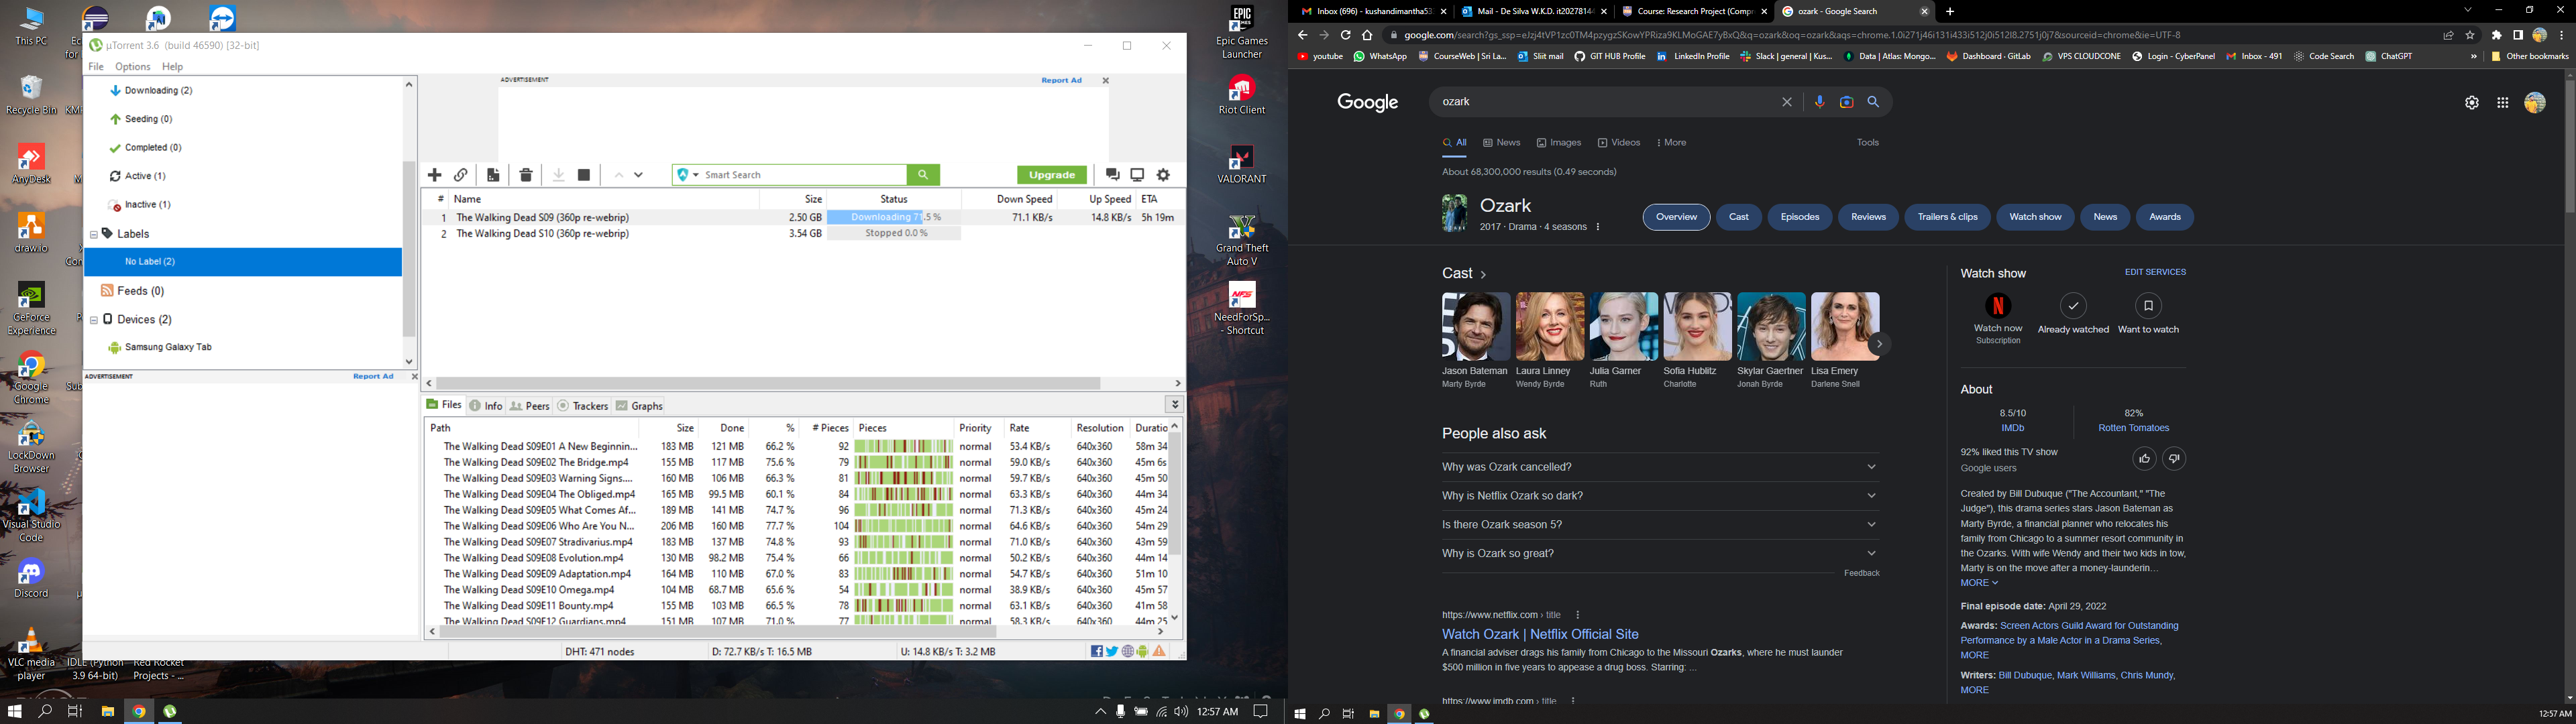 This PC
Recycle Bin
AnyDesk
draw.io
GeForce
Experience
Google
Chrome
LockDown
Browser
Visual Studio
Code
Discord
VLC media
player
IDLE (Python
3.9 64-bit)
Red Rocket
Projects - ...
µTorrent 3.6 (build 46590) [32-bit]
File Options Help
Downloading (2)
Seeding (0)
Completed (0)
Active (1)
Inactive (1)
Labels
No Label (2)
Feeds (0)
Devices (2)
Samsung Galaxy Tab
ADVERTISEMENT Report Ad
ADVERTISEMENT Report Ad
Smart Search
Upgrade
# Name Size Status Down Speed Up Speed ETA
1 The Walking Dead S09 (360p re-webrip) 2.50 GB Downloading 71.5 % 71.1 KB/s 14.8 KB/s 5h 19m
2 The Walking Dead S10 (360p re-webrip) 3.54 GB Stopped 0.0 %
Files Info Peers Trackers Graphs
Path Size Done % # Pieces Pieces Priority Rate Resolution Duratio
The Walking Dead S09E01 A New Beginnin... 183 MB 121 MB 66.2 % 92 normal 53.4 KB/s 640x360 58m 34
The Walking Dead S09E02 The Bridge.mp4 155 MB 117 MB 75.6 % 79 normal 59.0 KB/s 640x360 45m 6s
The Walking Dead S09E03 Warning Signs.... 160 MB 106 MB 66.3 % 81 normal 59.7 KB/s 640x360 45m 50
The Walking Dead S09E04 The Obliged.mp4 165 MB 99.5 MB 60.1 % 84 normal 63.3 KB/s 640x360 44m 34
The Walking Dead S09E05 What Comes Af... 189 MB 141 MB 74.7 % 96 normal 71.3 KB/s 640x360 45m 24
The Walking Dead S09E06 Who Are You N... 206 MB 160 MB 77.7 % 104 normal 64.6 KB/s 640x360 54m 29
The Walking Dead S09E07 Stradivarius.mp4 183 MB 137 MB 74.8 % 93 normal 71.0 KB/s 640x360 43m 59
The Walking Dead S09E08 Evolution.mp4 130 MB 98.2 MB 75.4 % 66 normal 50.2 KB/s 640x360 44m 14
The Walking Dead S09E09 Adaptation.mp4 164 MB 110 MB 67.0 % 83 normal 54.7 KB/s 640x360 51m 10
The Walking Dead S09E10 Omega.mp4 104 MB 68.7 MB 65.6 % 54 normal 38.9 KB/s 640x360 45m 57
The Walking Dead S09E11 Bounty.mp4 155 MB 103 MB 66.5 % 78 normal 63.1 KB/s 640x360 41m 58
The Walking Dead S09E12 Guardians.mp4 151 MB 107 MB 71.0 % 77 normal 58.3 KB/s 640x360 44m 25
DHT: 471 nodes D: 72.7 KB/s T: 16.5 MB U: 14.8 KB/s T: 3.2 MB
Epic Games
Launcher
Riot Client
VALORANT
Grand Theft
Auto V
NeedForSp...
- Shortcut
12:57 AM
Inbox (696) - kushandimantha53 Mail - De Silva W.K.D. it2027814 Course: Research Project (Comp ozark - Google Search
google.com/search?gs_ssp=eJzj4tVP1zc0TM4pzygzSKowYPRiza9KLMoGAE7yBxQ&q=ozark&oq=ozark&aqs=chrome.1.0i271j46i131i433i512j0i512l8.2751j0j7&sourceid=chrome&ie=UTF-8
youtube WhatsApp CourseWeb | Sri La... Sliit mail GIT HUB Profile LinkedIn Profile Slack | general | Kus... Data | Atlas: Mongo... Dashboard · GitLab VPS CLOUDCONE Login - CyberPanel Inbox - 491 Code Search ChatGPT » Other bookmarks
Google ozark
All News Images Videos More Tools
About 68,300,000 results (0.49 seconds)
Ozark
2017 · Drama · 4 seasons
Overview Cast Episodes Reviews Trailers & clips Watch show News Awards
Cast
Jason Bateman Laura Linney Julia Garner Sofia Hublitz Skylar Gaertner Lisa Emery
Marty Byrde Wendy Byrde Ruth Charlotte Jonah Byrde Darlene Snell
People also ask
Why was Ozark cancelled?
Why is Netflix Ozark so dark?
Is there Ozark season 5?
Why is Ozark so great?
Feedback
https://www.netflix.com › title
Watch Ozark | Netflix Official Site
A financial adviser drags his family from Chicago to the Missouri Ozarks, where he must launder
$500 million in five years to appease a drug boss. Starring: ...
https://www.imdb.com › title
Watch show EDIT SERVICES
Watch now Already watched Want to watch
Subscription
About
8.5/10 82%
IMDb Rotten Tomatoes
92% liked this TV show
Google users
Created by Bill Dubuque ("The Accountant," "The
Judge"), this drama series stars Jason Bateman as
Marty Byrde, a financial planner who relocates his
family from Chicago to a summer resort community in
the Ozarks. With wife Wendy and their two kids in tow,
Marty is on the move after a money-launderin...
MORE
Final episode date: April 29, 2022
Awards: Screen Actors Guild Award for Outstanding
Performance by a Male Actor in a Drama Series,
MORE
Writers: Bill Dubuque, Mark Williams, Chris Mundy,
MORE
12:57 AM